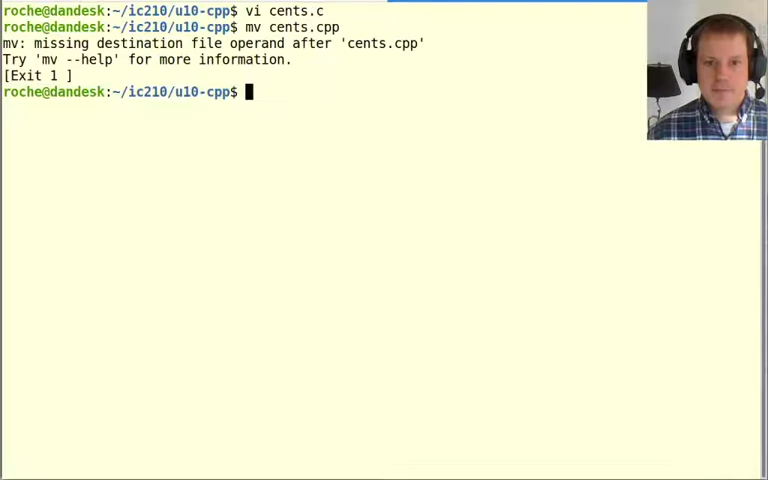 roche@dandesk:~/ic210/u10-cpp$ vi cents.c
roche@dandesk:~/ic210/u10-cpp$ mv cents.cpp
mv: missing destination file operand after 'cents.cpp'
Try 'mv --help' for more information.
[Exit 1 ]
roche@dandesk:~/ic210/u10-cpp$